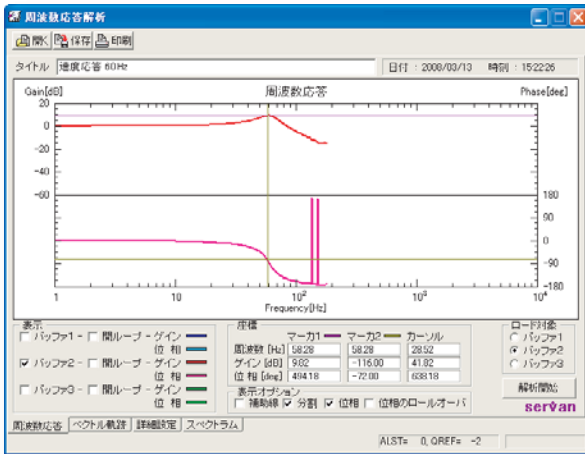 周波数応答解析
開く 保存 印刷
タイトル 速度応答 60Hz 日付 : 2008/03/13 時刻 : 15:22:26
Gain[dB] 周波数応答 Phase[deg]
20
0
-20
-40
-60 180
90
0
-90
-180
1 10 10² 10³ 10⁴
Frequency[Hz]
表示 座標 ロード対象
バッファ1 - 開ループ - ゲイン マーカ1 マーカ2 カーソル バッファ1
位相 周波数 [Hz] 58.28 58.28 28.52 バッファ2
バッファ2 - 開ループ - ゲイン ゲイン [dB] 9.02 -116.00 41.82 バッファ3
位相 位相 [deg] 494.18 -72.00 638.18
バッファ3 - 開ループ - ゲイン 表示オプション 解析開始
位相 補助線 分割 位相 位相のロールオーバ servan
周波数応答 ベクトル軌跡 詳細設定 スペクトラム
ALST= 0, QREF= -2